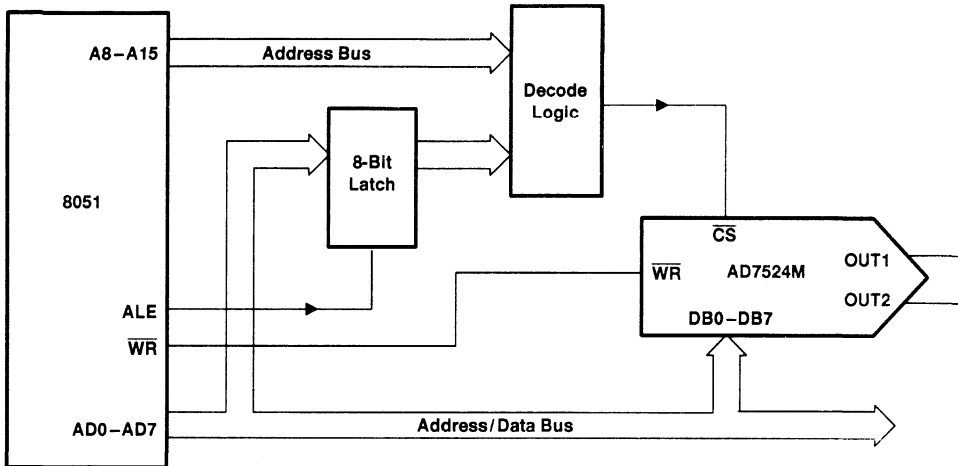 A8–A15
Address Bus
Decode
Logic
8-Bit
Latch
8051
CS
WR
AD7524M
OUT1
OUT2
DB0–DB7
ALE
WR
AD0–AD7
Address/Data Bus